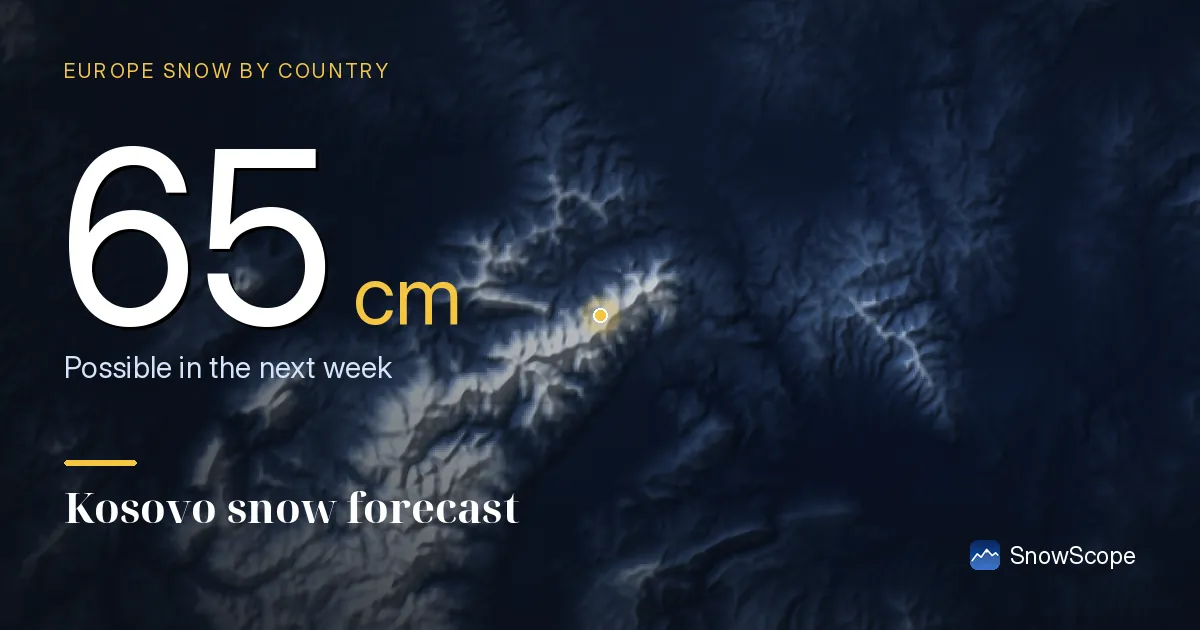 EUROPE SNOW BY COUNTRY
65 cm
Possible in the next week
Kosovo snow forecast
SnowScope